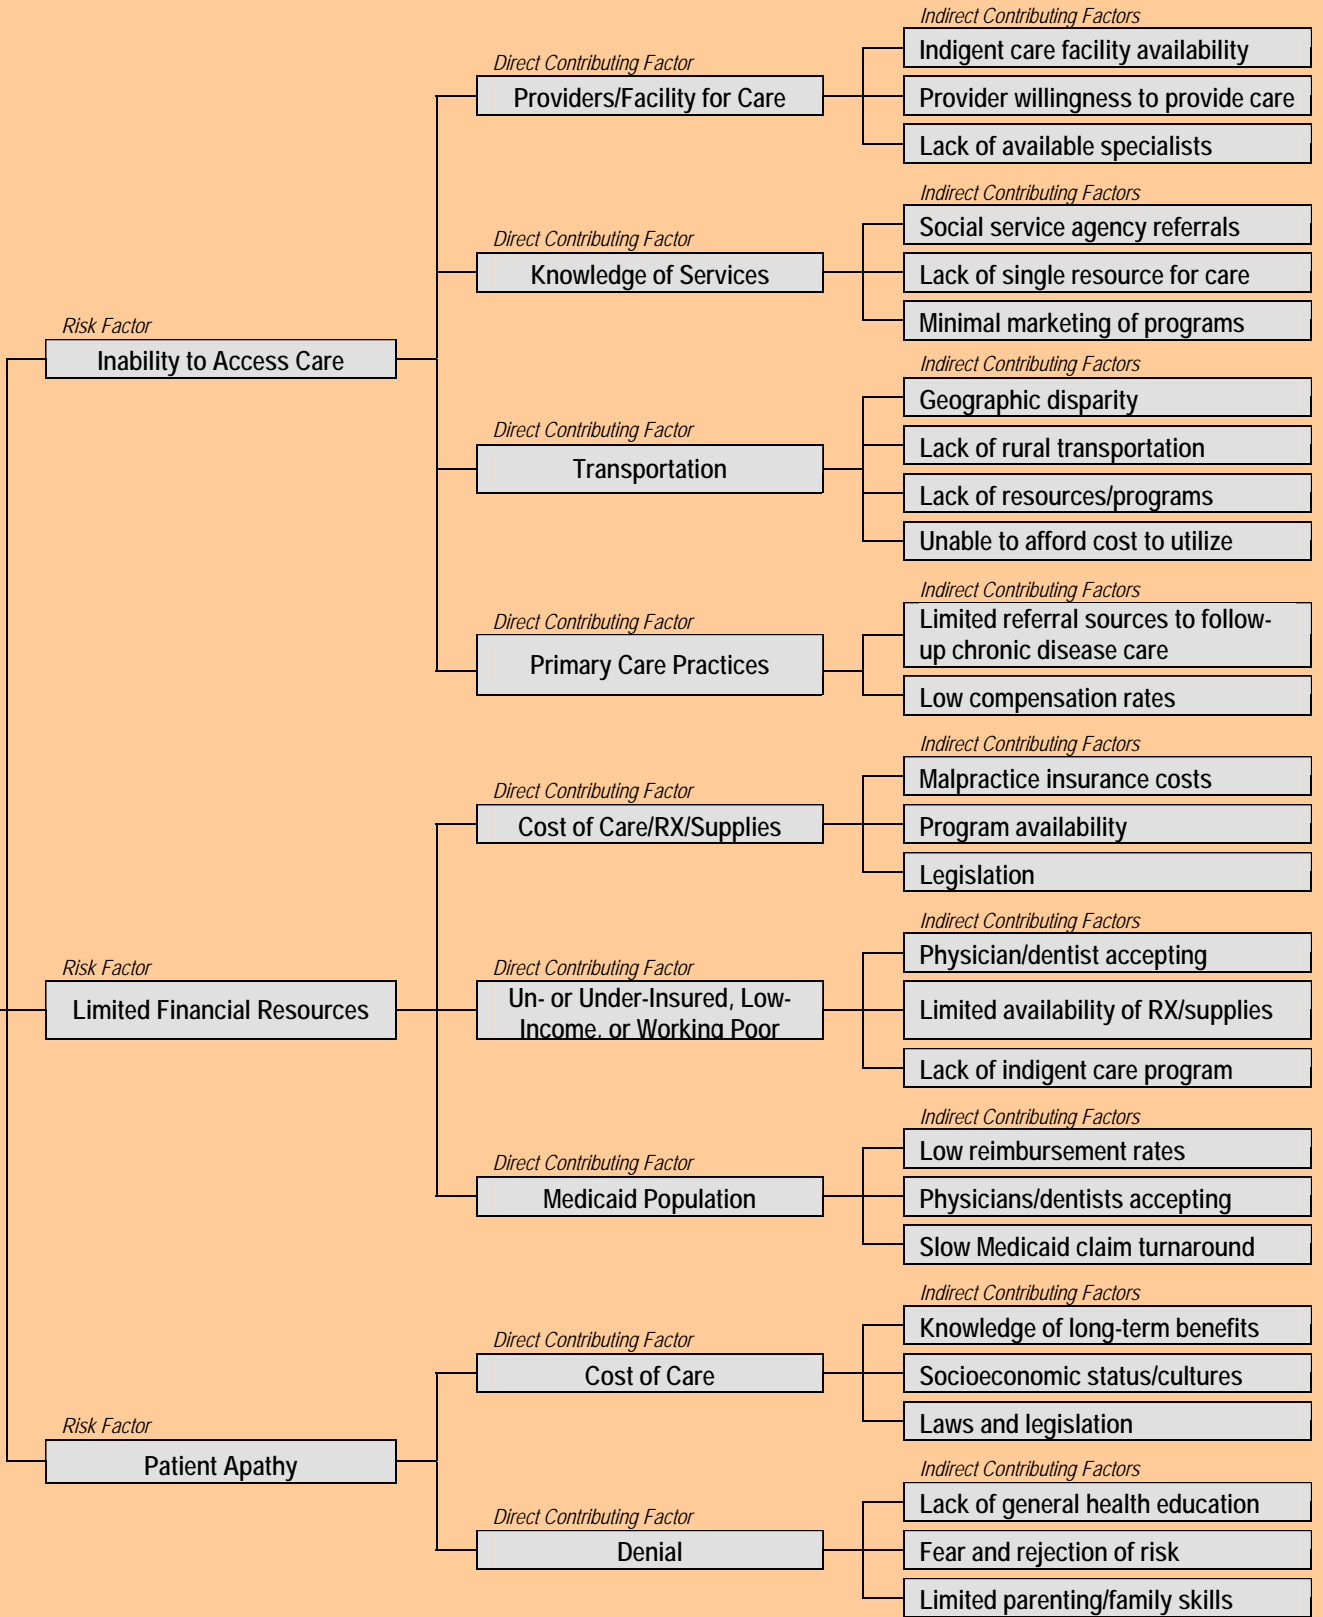 Risk Factor
Inability to Access Care
Direct Contributing Factor
Providers/Facility for Care
Indirect Contributing Factors
Indigent care facility availability
Provider willingness to provide care
Lack of available specialists
Direct Contributing Factor
Knowledge of Services
Indirect Contributing Factors
Social service agency referrals
Lack of single resource for care
Minimal marketing of programs
Direct Contributing Factor
Transportation
Indirect Contributing Factors
Geographic disparity
Lack of rural transportation
Lack of resources/programs
Unable to afford cost to utilize
Direct Contributing Factor
Primary Care Practices
Indirect Contributing Factors
Limited referral sources to follow-
up chronic disease care
Low compensation rates
Risk Factor
Limited Financial Resources
Direct Contributing Factor
Cost of Care/RX/Supplies
Indirect Contributing Factors
Malpractice insurance costs
Program availability
Legislation
Direct Contributing Factor
Un- or Under-Insured, Low-
Income, or Working Poor
Indirect Contributing Factors
Physician/dentist accepting
Limited availability of RX/supplies
Lack of indigent care program
Direct Contributing Factor
Medicaid Population
Indirect Contributing Factors
Low reimbursement rates
Physicians/dentists accepting
Slow Medicaid claim turnaround
Risk Factor
Patient Apathy
Direct Contributing Factor
Cost of Care
Indirect Contributing Factors
Knowledge of long-term benefits
Socioeconomic status/cultures
Laws and legislation
Direct Contributing Factor
Denial
Indirect Contributing Factors
Lack of general health education
Fear and rejection of risk
Limited parenting/family skills